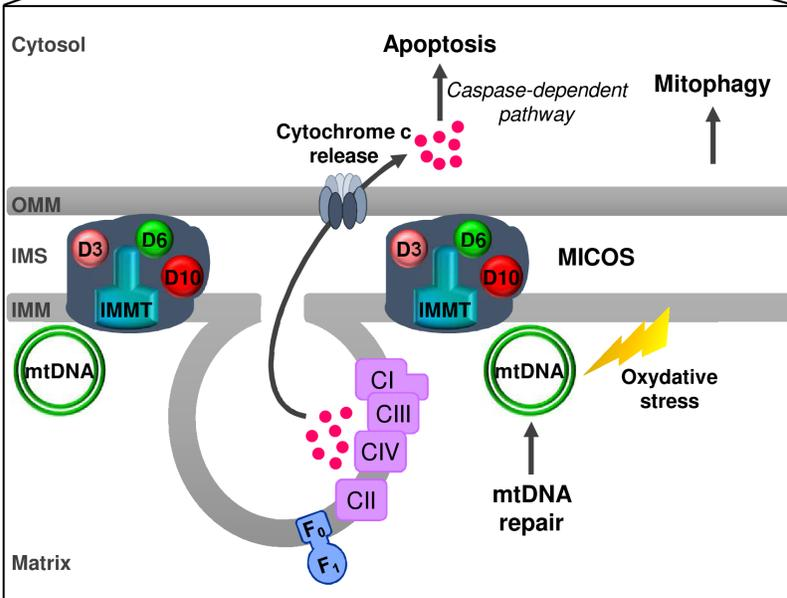 Cytosol
Apoptosis
Caspase-dependent
pathway
Mitophagy
Cytochrome c
release
OMM
IMS
D3
D6
D10
IMMT
D3
D6
D10
IMMT
MICOS
IMM
mtDNA
mtDNA
Oxydative
stress
CI
CIII
CIV
CII
mtDNA
repair
F0
F1
Matrix